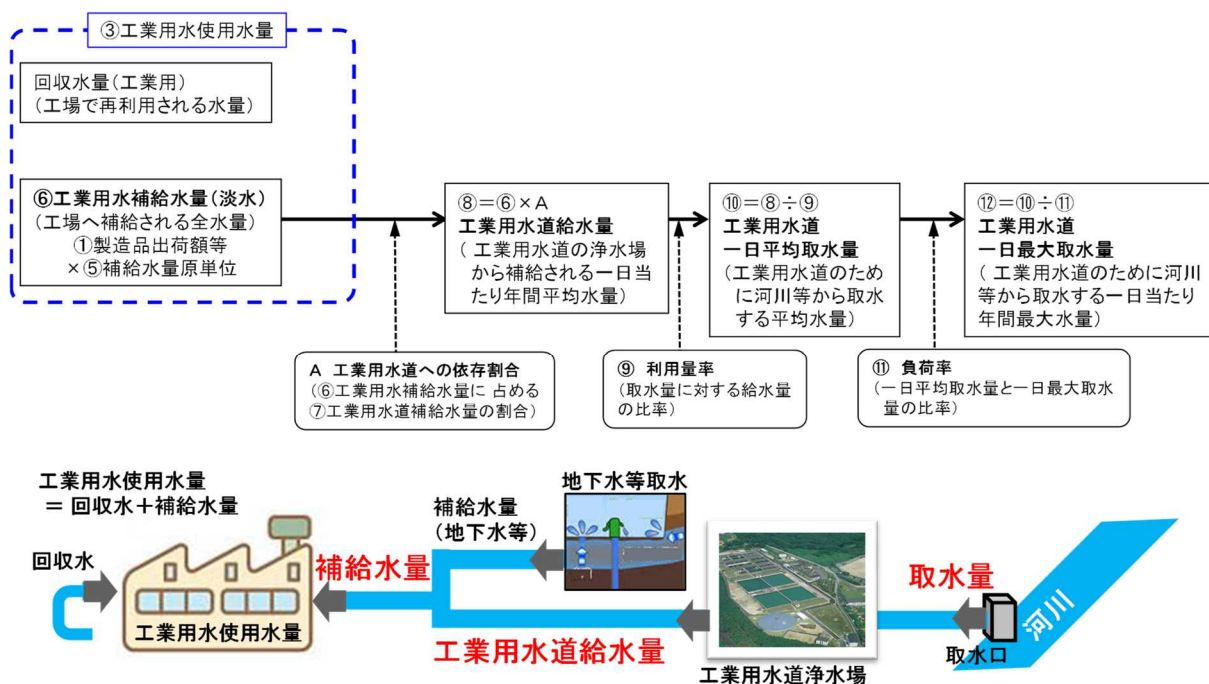 ③工業用水使用水量
回収水量(工業用)
(工場で再利用される水量)
⑥工業用水補給水量(淡水)
(工場へ補給される全水量)
①製造品出荷額等
×⑤補給水量原単位
⑧=⑥×A
工業用水道給水量
(工業用水道の浄水場
から補給される一日当
たり年間平均水量)
⑩=⑧÷⑨
工業用水道
一日平均取水量
(工業用水道のため
に河川等から取水
する平均水量)
⑫=⑩÷⑪
工業用水道
一日最大取水量
(工業用水道のために河川
等から取水する一日当たり
年間最大水量)
A 工業用水道への依存割合
(⑥工業用水補給水量に 占める
⑦工業用水道補給水量の割合)
⑨ 利用量率
(取水量に対する給水量
の比率)
⑪ 負荷率
(一日平均取水量と一日最大取水
量の比率)
工業用水使用水量
= 回収水+補給水量
回収水
工業用水使用水量
補給水量
補給水量
(地下水等)
地下水等取水
工業用水道給水量
工業用水道浄水場
取水量
取水口
河川